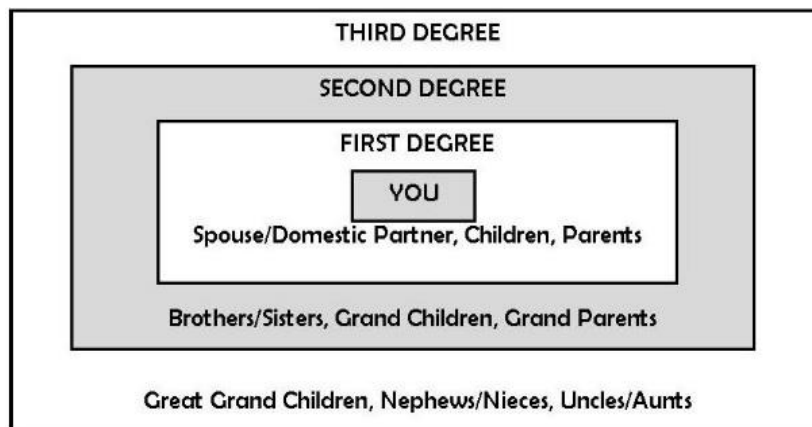 THIRD DEGREE
SECOND DEGREE
FIRST DEGREE
YOU
Spouse/Domestic Partner, Children, Parents
Brothers/Sisters, Grand Children, Grand Parents
Great Grand Children, Nephews/Nieces, Uncles/Aunts